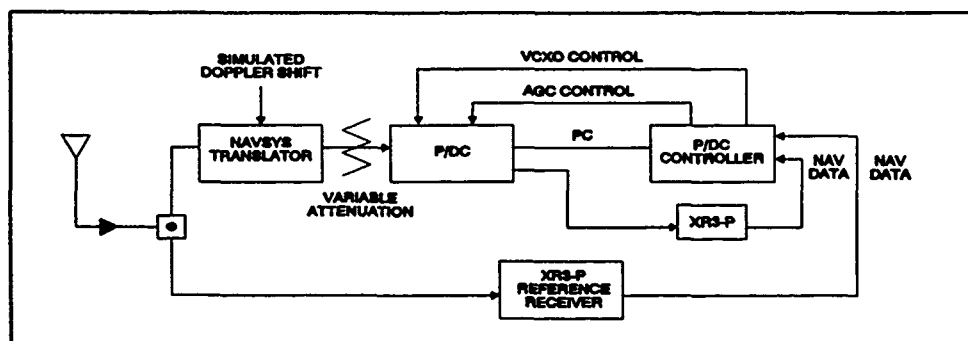 SIMULATED
DOPPLER SHIFT
VCXO CONTROL
AGC CONTROL
NAVSYS
TRANSLATOR
P/DC
PC
P/DC
CONTROLLER
NAV
DATA
NAV
DATA
VARIABLE
ATTENUATION
XR3-P
XR3-P
REFERENCE
RECEIVER